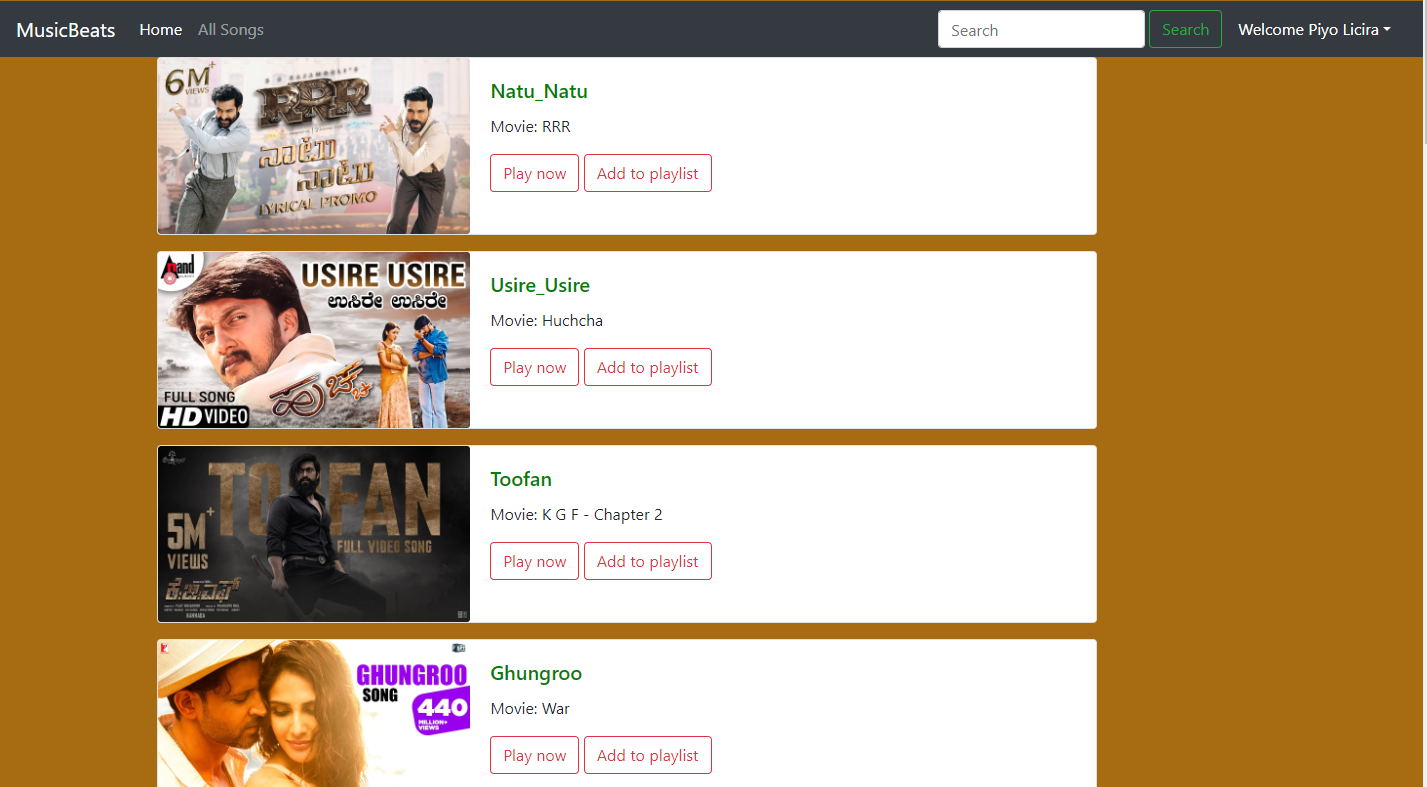 MusicBeats Home All Songs Search Search Welcome Piyo Licira
6M+
VIEWS
RRR
ನಾಟು
ನಾಟು
LYRICAL PROMO
Natu_Natu
Movie: RRR
Play now Add to playlist
USIRE USIRE
ಉಸಿರೇ ಉಸಿರೇ
ಹುಚ್ಚ
FULL SONG
HD VIDEO
Usire_Usire
Movie: Huchcha
Play now Add to playlist
TOOFAN
5M+
VIEWS
FULL VIDEO SONG
ಕೆ.ಜಿ.ಎಫ್
KANNADA
Toofan
Movie: K G F - Chapter 2
Play now Add to playlist
GHUNGROO
SONG
440
MILLION+
VIEWS
Ghungroo
Movie: War
Play now Add to playlist